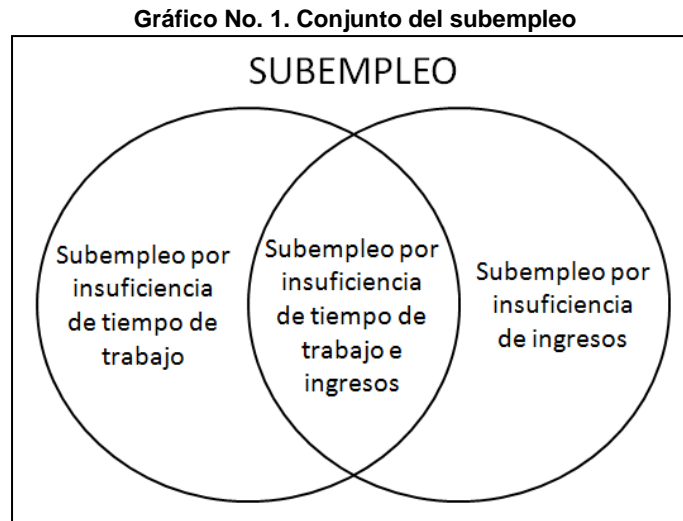 Gráfico No. 1. Conjunto del subempleo
SUBEMPLEO
Subempleo por
insuficiencia
de tiempo de
trabajo
Subempleo por
insuficiencia
de tiempo de
trabajo e
ingresos
Subempleo por
insuficiencia
de ingresos